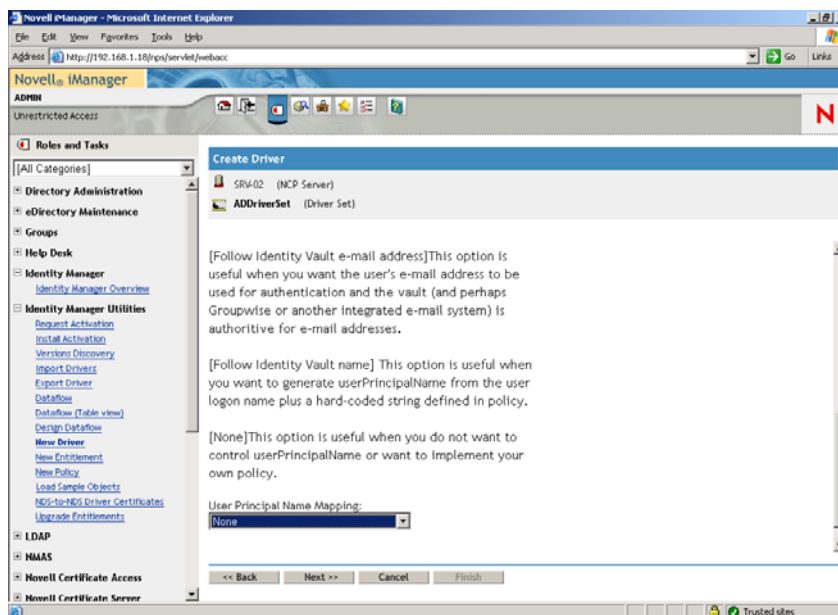 Novell iManager - Microsoft Internet Explorer
File Edit View Favorites Tools Help
Address http://192.168.1.18/nps/servlet/webacc Go Links
Novell® iManager
ADMIN
Unrestricted Access
N
Roles and Tasks
[All Categories]
Directory Administration
eDirectory Maintenance
Groups
Help Desk
Identity Manager
Identity Manager Overview
Identity Manager Utilities
Request Activation
Install Activation
Versions Discovery
Import Drivers
Export Driver
Dataflow
Dataflow (Table view)
Design Dataflow
New Driver
New Entitlement
New Policy
Load Sample Objects
NDS-to-NDS Driver Certificates
Upgrade Entitlements
LDAP
NMAS
Novell Certificate Access
Novell Certificate Server
Create Driver
SRV-02 (NCP Server)
ADDriverSet (Driver Set)
[Follow Identity Vault e-mail address]This option is
useful when you want the user's e-mail address to be
used for authentication and the vault (and perhaps
Groupwise or another integrated e-mail system) is
authoritive for e-mail addresses.
[Follow Identity Vault name] This option is useful when
you want to generate userPrincipalName from the user
logon name plus a hard-coded string defined in policy.
[None]This option is useful when you do not want to
control userPrincipalName or want to implement your
own policy.
User Principal Name Mapping:
None
<< Back Next >> Cancel Finish
Trusted sites